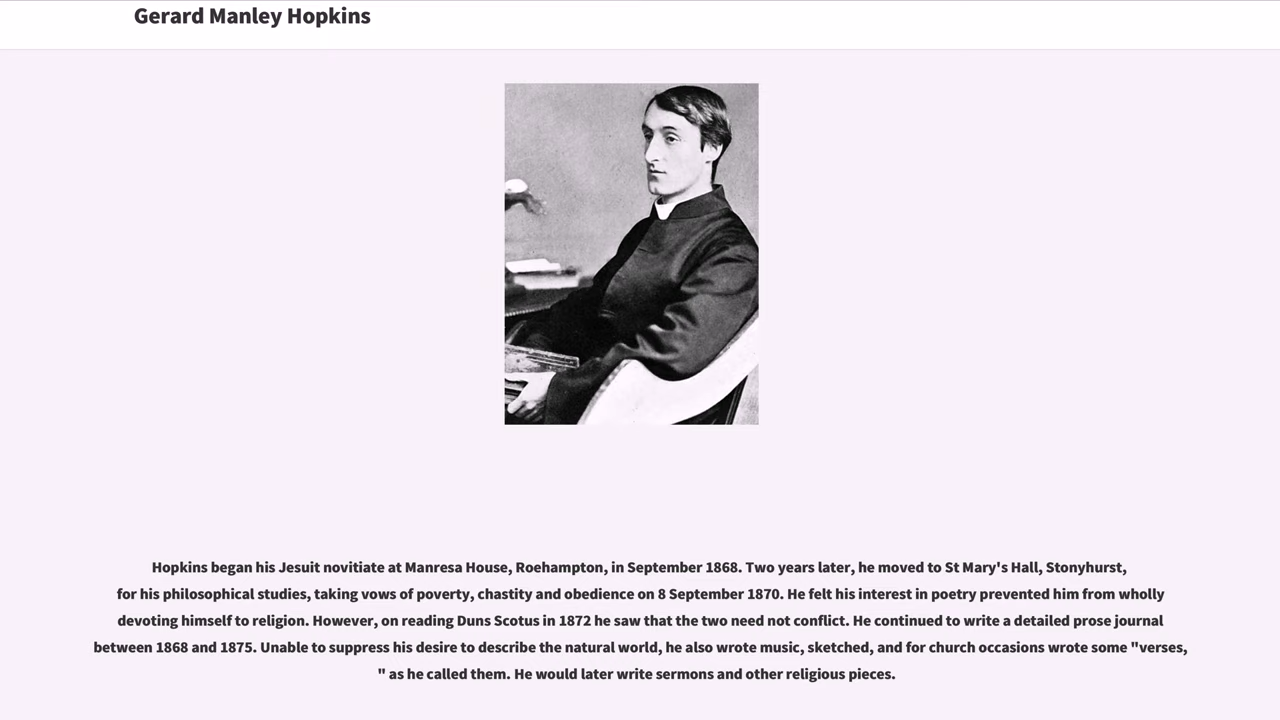 Gerard Manley Hopkins
Hopkins began his Jesuit novitiate at Manresa House, Roehampton, in September 1868. Two years later, he moved to St Mary's Hall, Stonyhurst,
for his philosophical studies, taking vows of poverty, chastity and obedience on 8 September 1870. He felt his interest in poetry prevented him from wholly
devoting himself to religion. However, on reading Duns Scotus in 1872 he saw that the two need not conflict. He continued to write a detailed prose journal
between 1868 and 1875. Unable to suppress his desire to describe the natural world, he also wrote music, sketched, and for church occasions wrote some "verses,
" as he called them. He would later write sermons and other religious pieces.